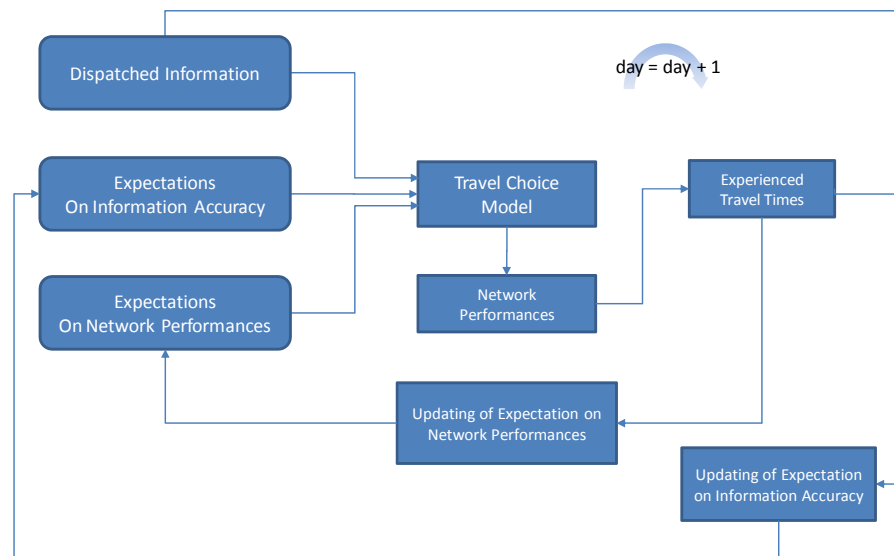 Dispatched Information
day = day + 1
Expectations
On Information Accuracy
Travel Choice
Model
Experienced
Travel Times
Expectations
On Network Performances
Network
Performances
Updating of Expectation on
Network Performances
Updating of Expectation
on Information Accuracy